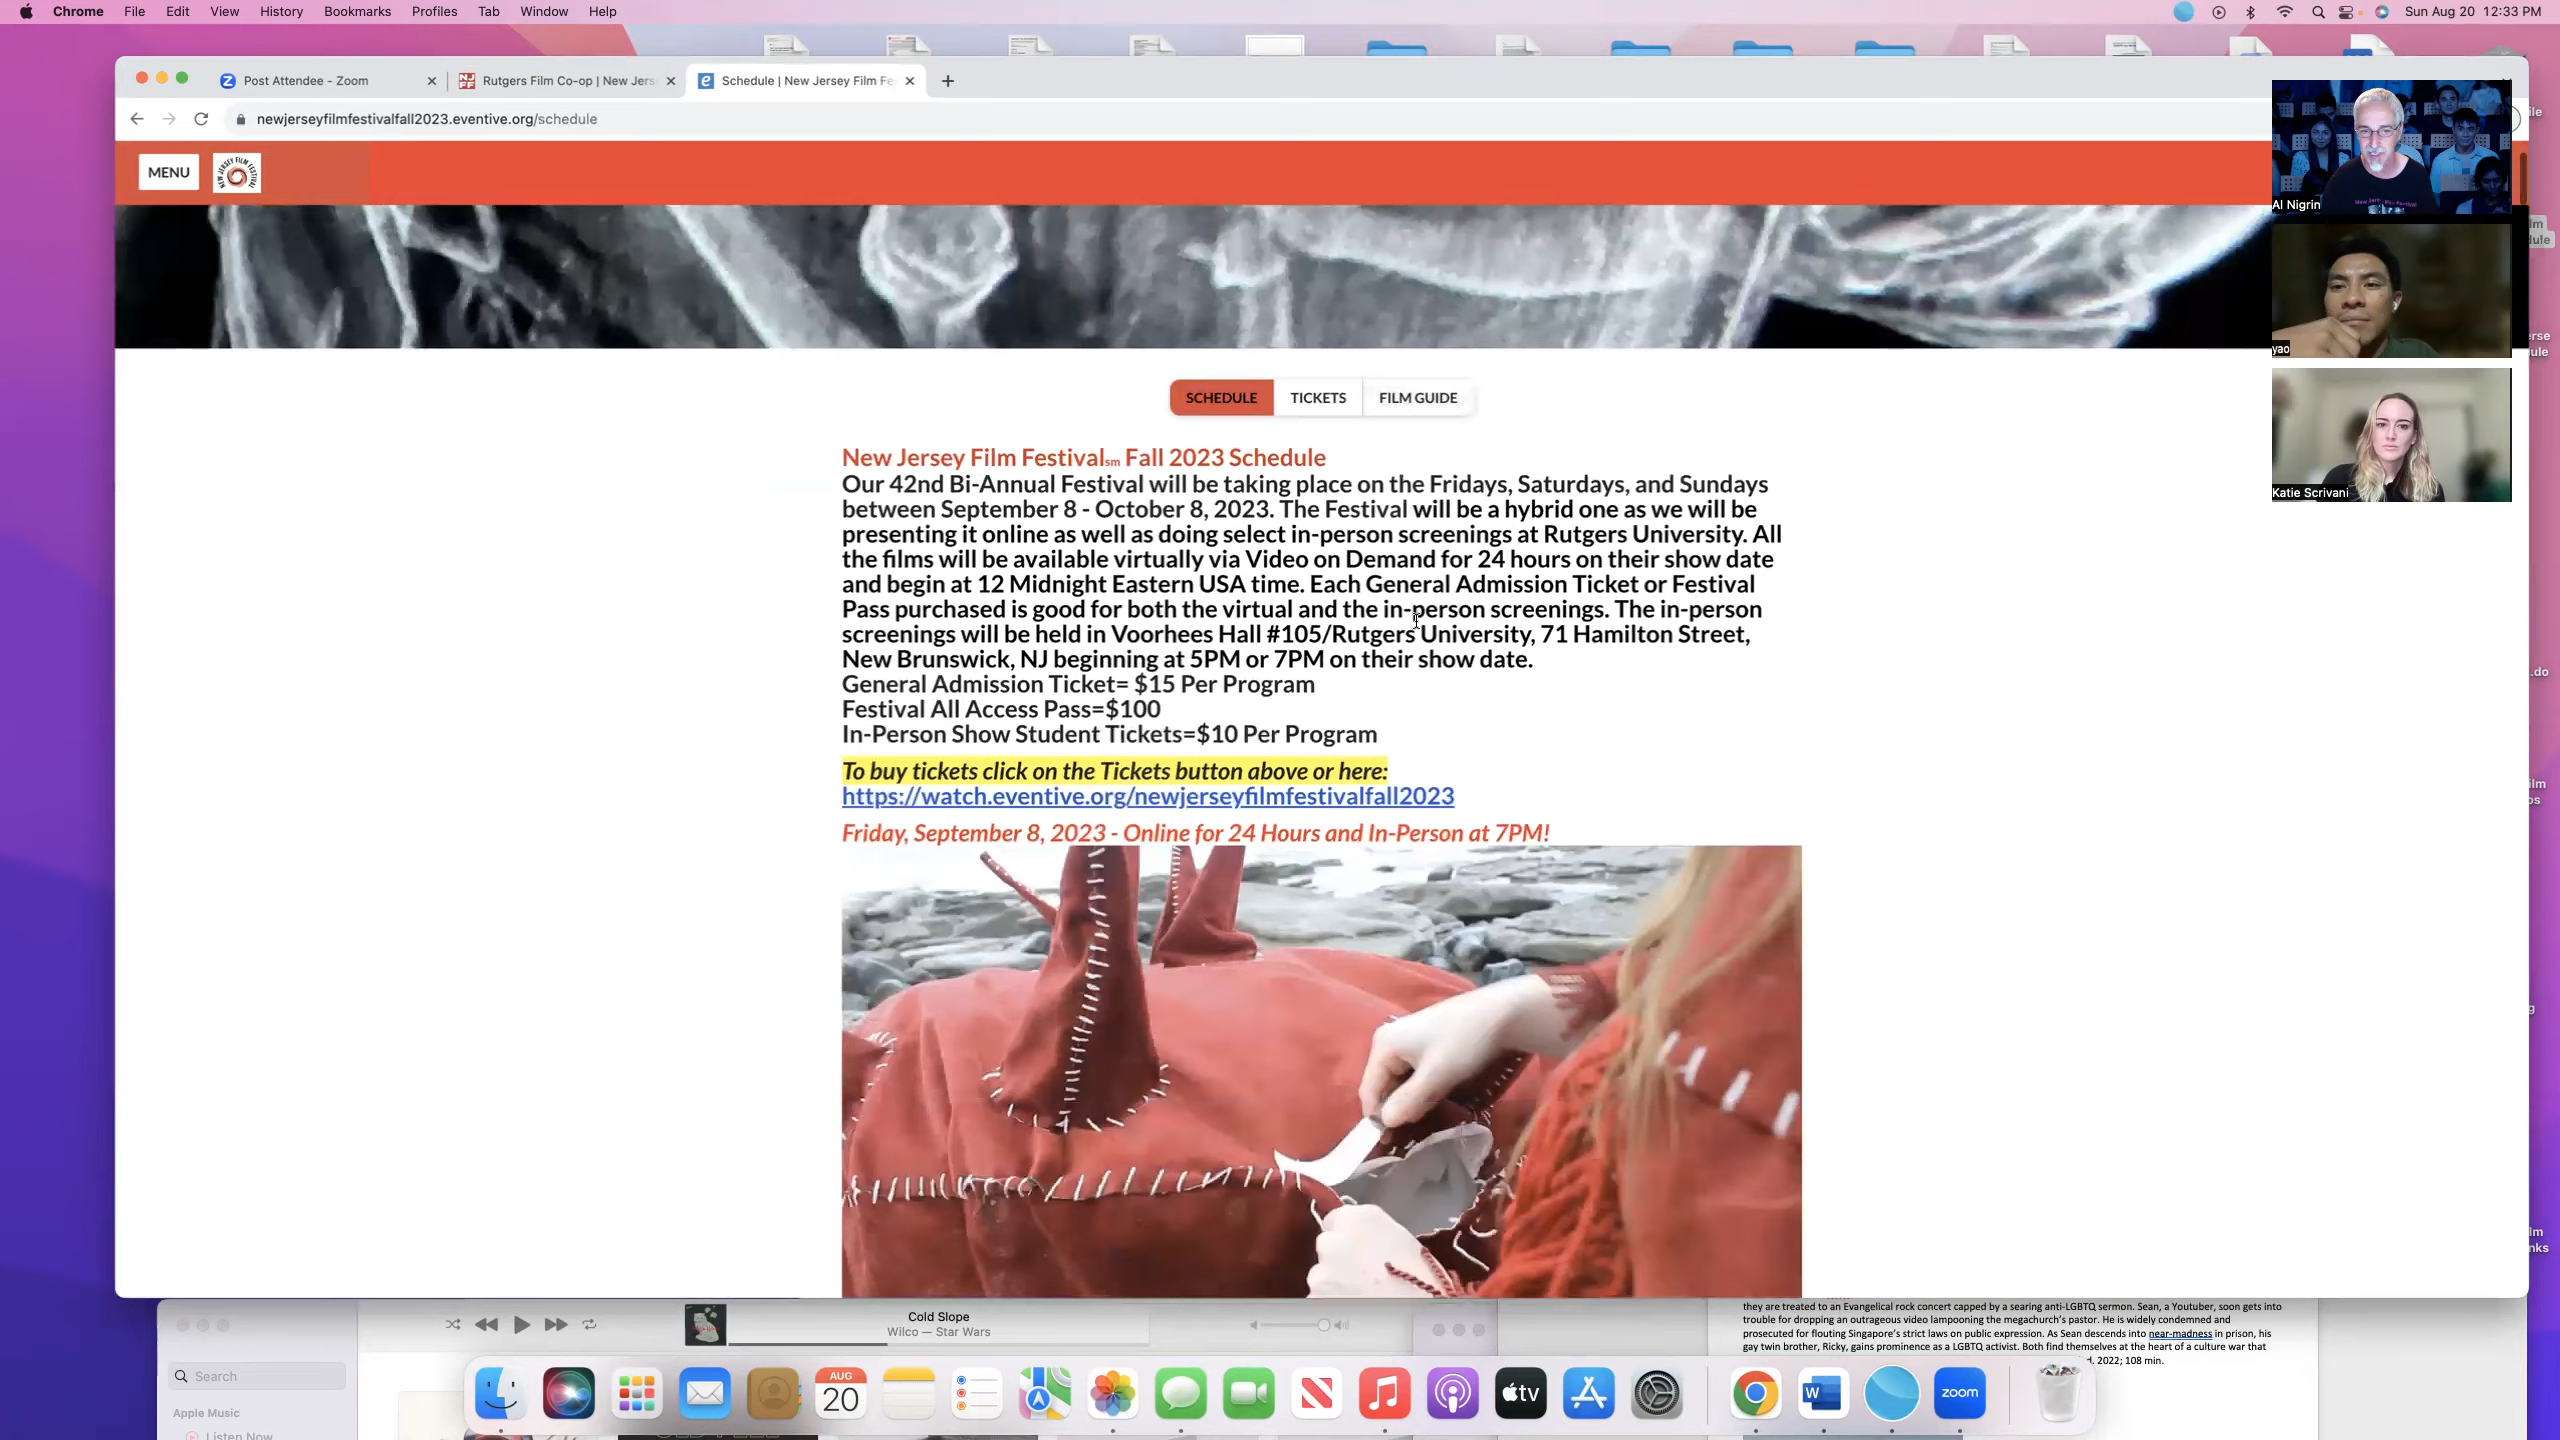 Chrome File Edit View History Bookmarks Profiles Tab Window Help Sun Aug 20 12:33 PM
Post Attendee - Zoom
Rutgers Film Co-op | New Jers
Schedule | New Jersey Film Fe
newjerseyfilmfestivalfall2023.eventive.org/schedule
MENU
NEW JERSEY FILM FESTIVAL
Al Nigrin
yao
Katie Scrivani
SCHEDULE TICKETS FILM GUIDE
New Jersey Film Festivalsm Fall 2023 Schedule
Our 42nd Bi-Annual Festival will be taking place on the Fridays, Saturdays, and Sundays
between September 8 - October 8, 2023. The Festival will be a hybrid one as we will be
presenting it online as well as doing select in-person screenings at Rutgers University. All
the films will be available virtually via Video on Demand for 24 hours on their show date
and begin at 12 Midnight Eastern USA time. Each General Admission Ticket or Festival
Pass purchased is good for both the virtual and the in-person screenings. The in-person
screenings will be held in Voorhees Hall #105/Rutgers University, 71 Hamilton Street,
New Brunswick, NJ beginning at 5PM or 7PM on their show date.
General Admission Ticket= $15 Per Program
Festival All Access Pass=$100
In-Person Show Student Tickets=$10 Per Program
To buy tickets click on the Tickets button above or here:
https://watch.eventive.org/newjerseyfilmfestivalfall2023
Friday, September 8, 2023 - Online for 24 Hours and In-Person at 7PM!
Cold Slope
Wilco — Star Wars
Search
Apple Music
Listen Now
they are treated to an Evangelical rock concert capped by a searing anti-LGBTQ sermon. Sean, a Youtuber, soon gets into
trouble for dropping an outrageous video lampooning the megachurch's pastor. He is widely condemned and
prosecuted for flouting Singapore's strict laws on public expression. As Sean descends into near-madness in prison, his
gay twin brother, Ricky, gains prominence as a LGBTQ activist. Both find themselves at the heart of a culture war that
2022; 108 min.
AUG
20
tv
W
zoom